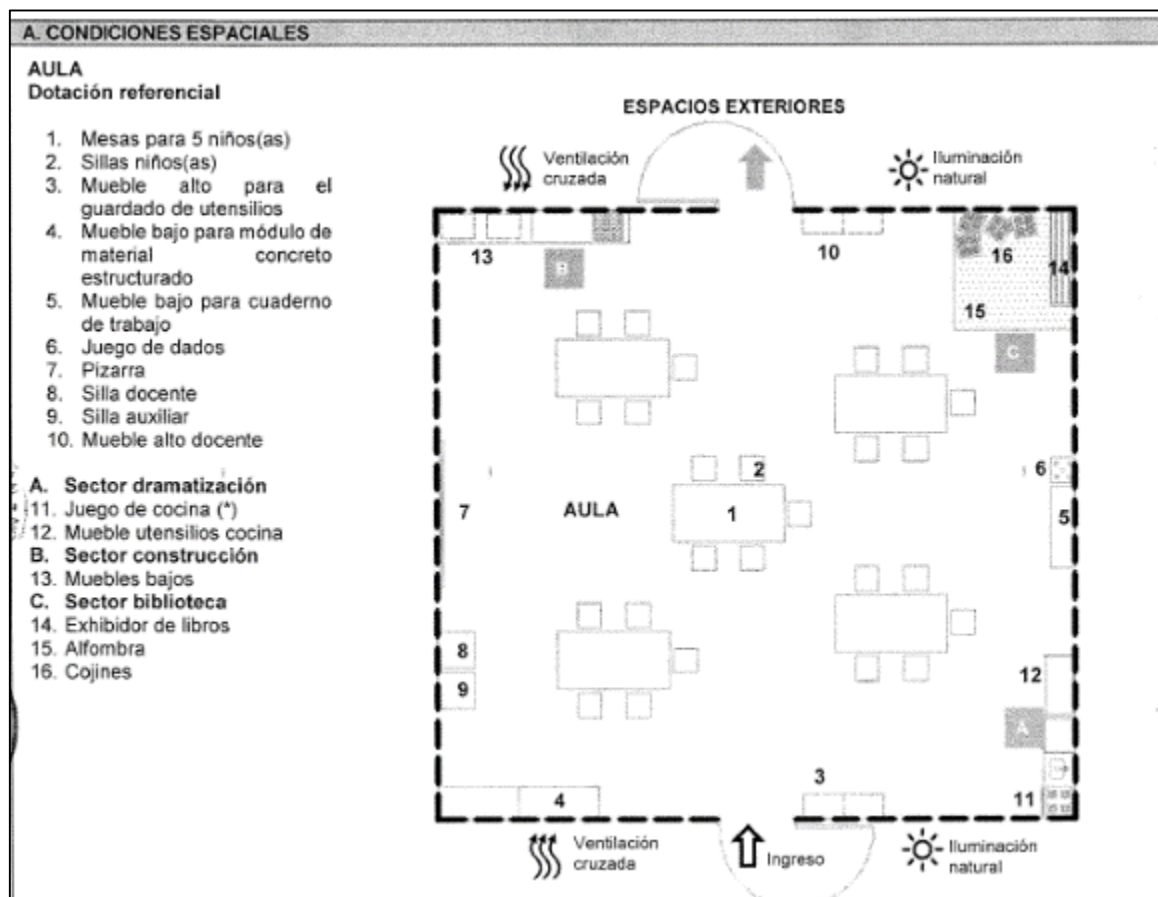 A. CONDICIONES ESPACIALES
AULA
Dotación referencial
1. Mesas para 5 niños(as)
2. Sillas niños(as)
3. Mueble alto para el
guardado de utensilios
4. Mueble bajo para módulo de
material concreto
estructurado
5. Mueble bajo para cuaderno
de trabajo
6. Juego de dados
7. Pizarra
8. Silla docente
9. Silla auxiliar
10. Mueble alto docente
A. Sector dramatización
11. Juego de cocina (*)
12. Mueble utensilios cocina
B. Sector construcción
13. Muebles bajos
C. Sector biblioteca
14. Exhibidor de libros
15. Alfombra
16. Cojines
ESPACIOS EXTERIORES
Ventilación
cruzada
Iluminación
natural
13
B
10
16
14
15
C
2
6
7
AULA
1
5
8
9
12
A
3
4
11
Ventilación
cruzada
Ingreso
Iluminación
natural